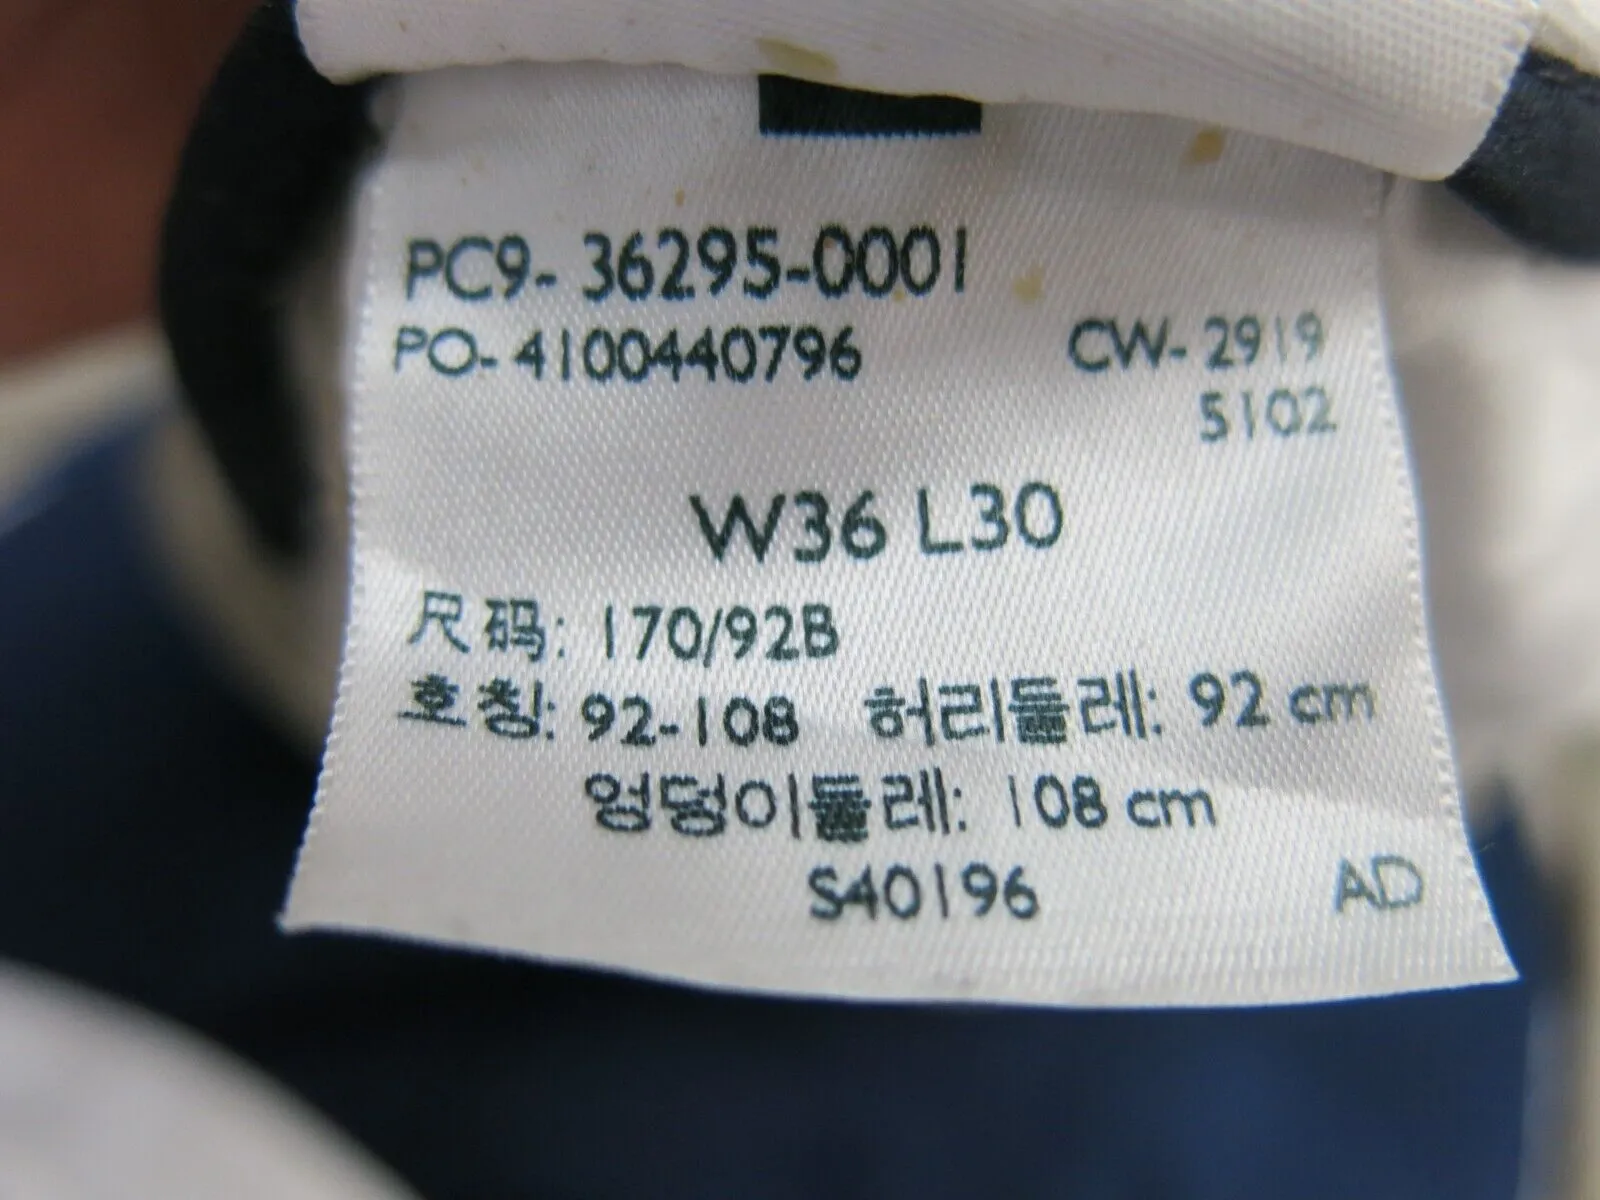 PC9- 36295-0001
PO- 4100440796 CW- 2919
5102
W36 L30
尺码: 170/92B
호칭: 92-108 허리둘레: 92 cm
엉덩이둘레: 108 cm
S40196 AD